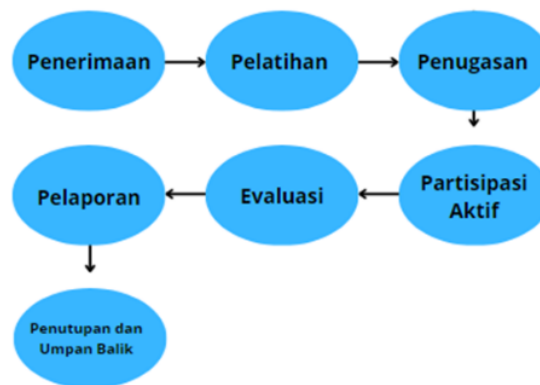 Penerimaan
Pelatihan
Penugasan
Partisipasi
Aktif
Evaluasi
Pelaporan
Penutupan dan
Umpan Balik